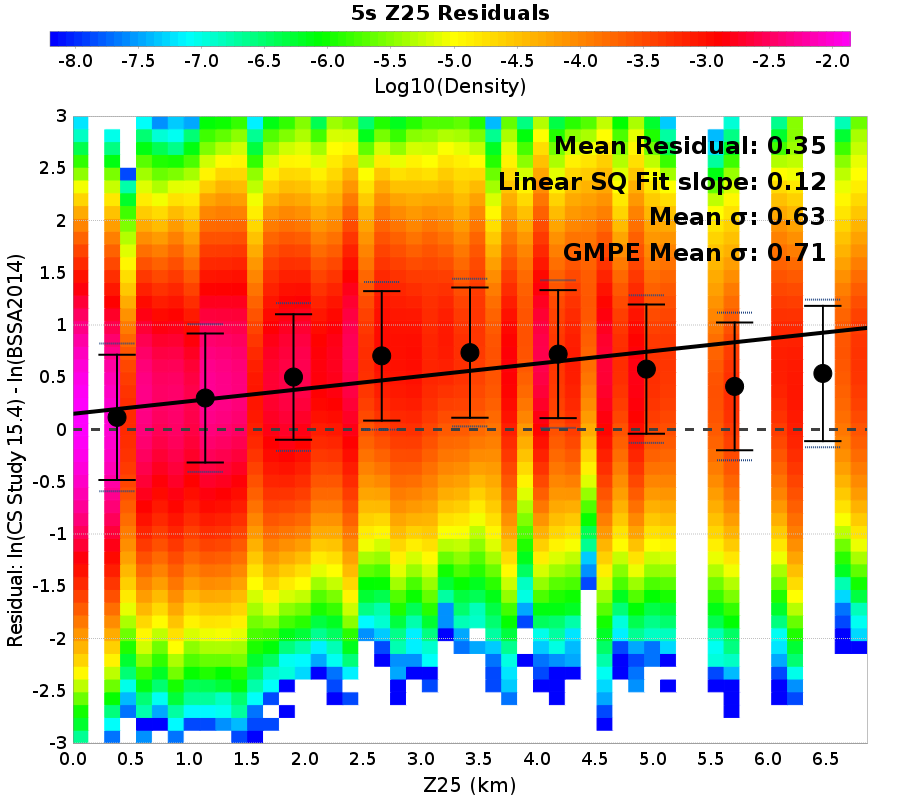 5s Z25 Residuals
-8.0 -7.5 -7.0 -6.5 -6.0 -5.5 -5.0 -4.5 -4.0 -3.5 -3.0 -2.5 -2.0
Log10(Density)
Mean Residual: 0.35
Linear SQ Fit slope: 0.12
Mean σ: 0.63
GMPE Mean σ: 0.71
Residual: ln(CS Study 15.4) - ln(BSSA2014)
3
2.5
2
1.5
1
0.5
0
-0.5
-1
-1.5
-2
-2.5
-3
0.0 0.5 1.0 1.5 2.0 2.5 3.0 3.5 4.0 4.5 5.0 5.5 6.0 6.5
Z25 (km)